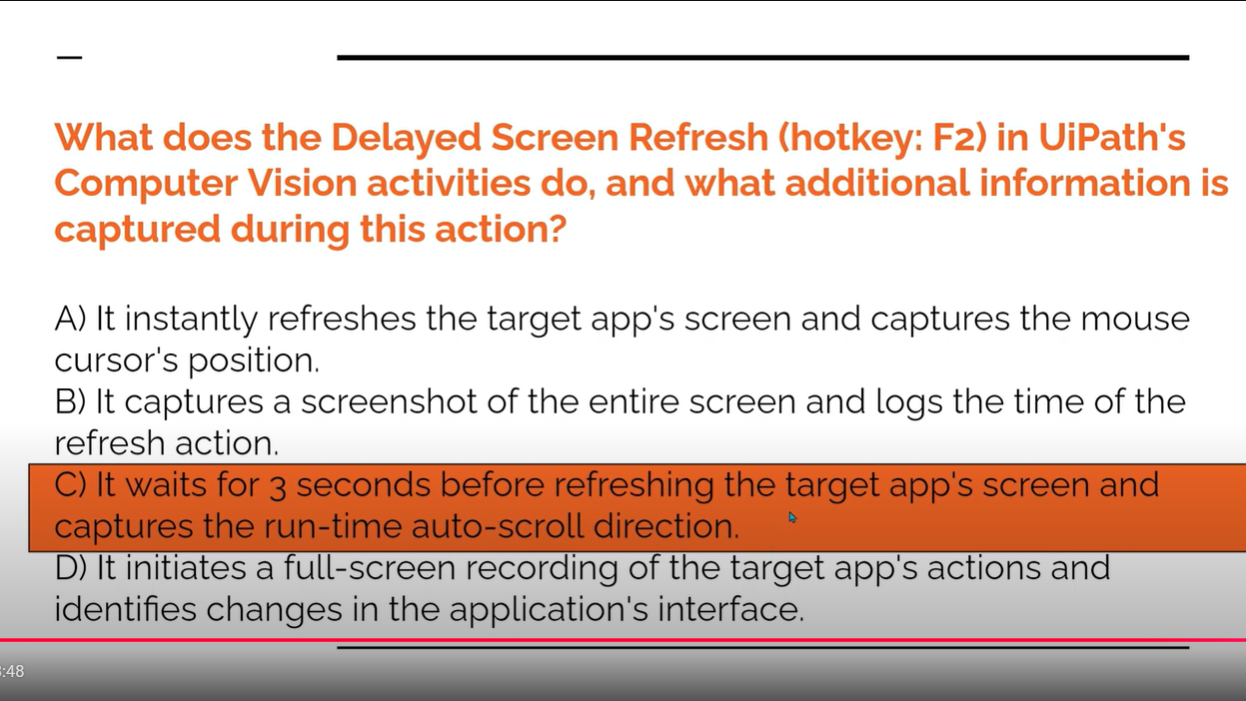 What does the Delayed Screen Refresh (hotkey: F2) in UiPath's
Computer Vision activities do, and what additional information is
captured during this action?
A) It instantly refreshes the target app's screen and captures the mouse
cursor's position.
B) It captures a screenshot of the entire screen and logs the time of the
refresh action.
C) It waits for 3 seconds before refreshing the target app's screen and
captures the run-time auto-scroll direction.
D) It initiates a full-screen recording of the target app's actions and
identifies changes in the application's interface.
:48